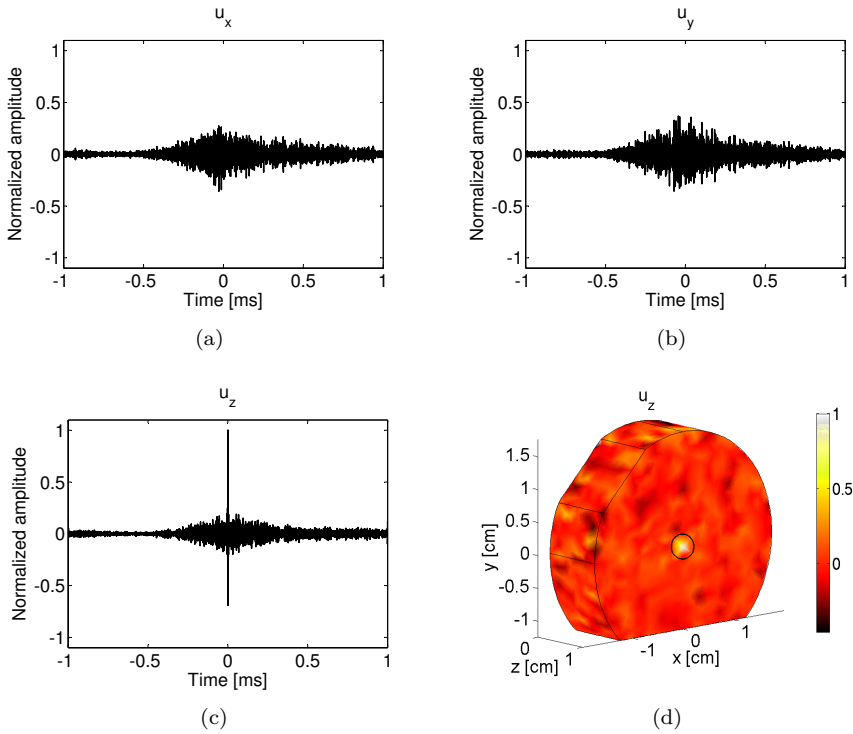 u_x
u_y
1
0.5
0
-0.5
-1
Normalized amplitude
-1 -0.5 0 0.5 1
Time [ms]
1
0.5
0
-0.5
-1
Normalized amplitude
-1 -0.5 0 0.5 1
Time [ms]
(a)
(b)
u_z
1
0.5
0
-0.5
-1
Normalized amplitude
-1 -0.5 0 0.5 1
Time [ms]
u_z
1.5
1
0.5
0
-0.5
-1
y [cm]
0
1
z [cm]
-1
0
1
x [cm]
1
0.5
0
(c)
(d)